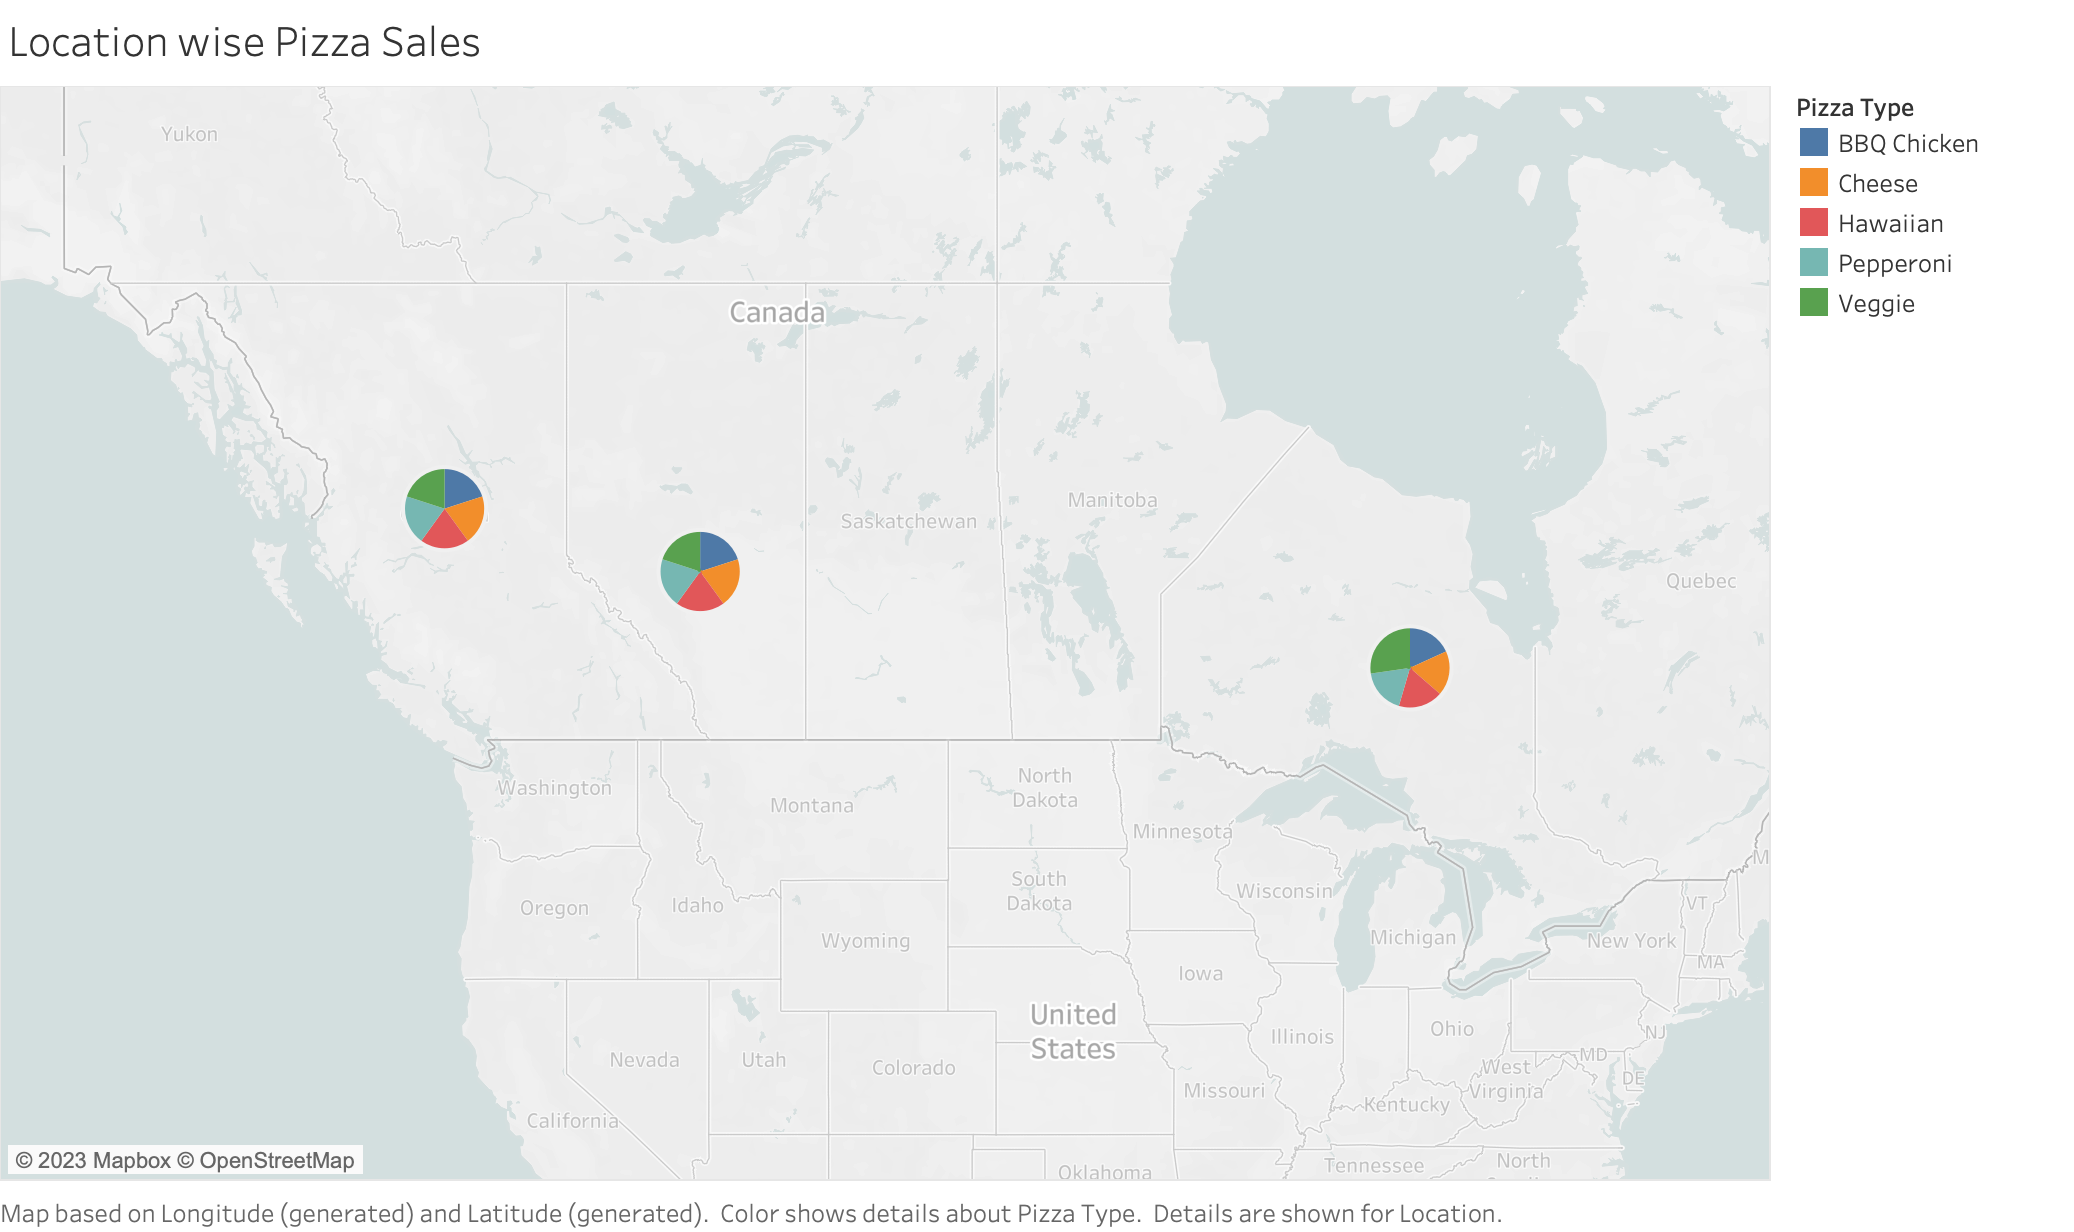 Location wise Pizza Sales
Pizza Type
BBQ Chicken
Cheese
Hawaiian
Pepperoni
Veggie
Yukon
Canada
Manitoba
Saskatchewan
Quebec
Washington
Montana
North
Dakota
Minnesota
South
Dakota
Wisconsin
Oregon
Idaho
Wyoming
Michigan
New York
VT
M
MA
Iowa
United
States
Illinois
Ohio
NJ
Nevada
Utah
Colorado
MD
West
Virginia
DE
Missouri
Kentucky
California
Oklahoma
Tennessee
North
© 2023 Mapbox © OpenStreetMap
Map based on Longitude (generated) and Latitude (generated).  Color shows details about Pizza Type.  Details are shown for Location.